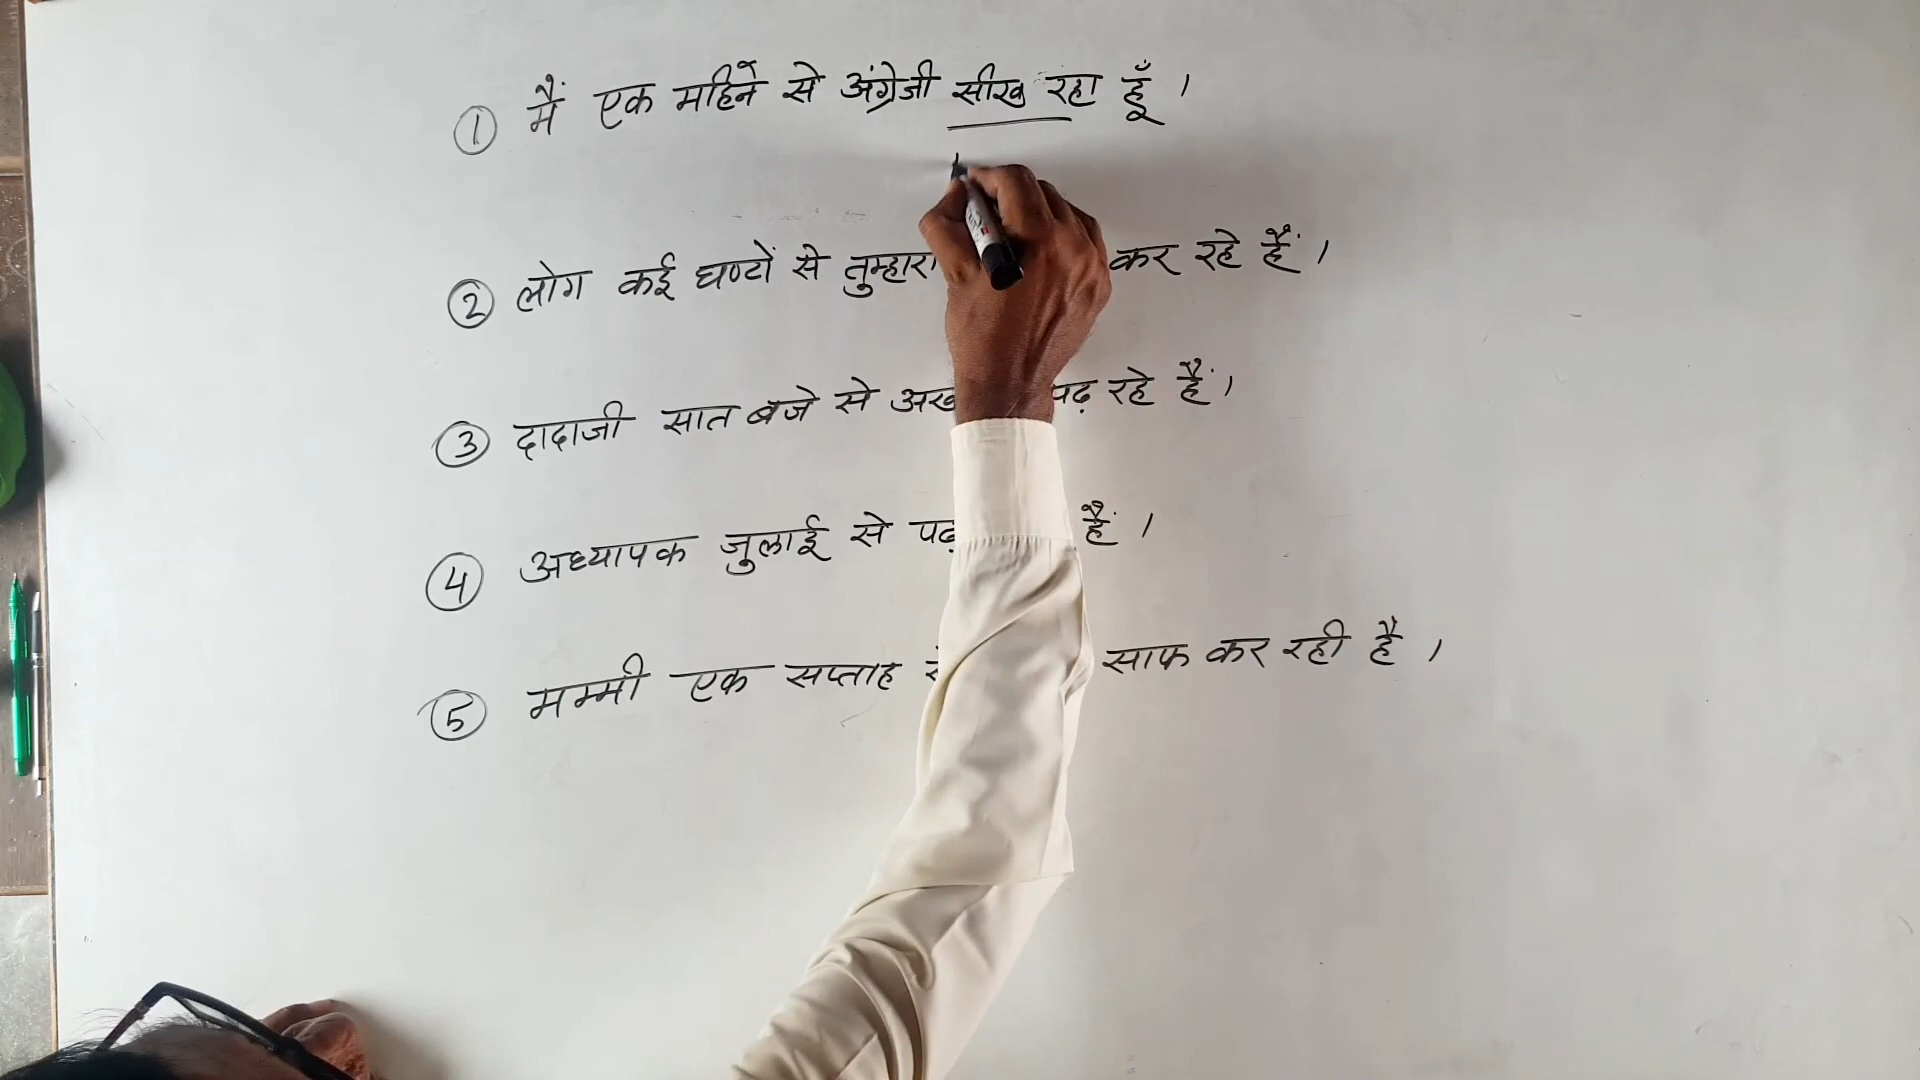 ① मैं एक महिने से अंग्रेजी सीख रहा हूँ ।
② लोग कई घण्टों से तुम्हारा कर रहे हैं ।
③ दादाजी सात बजे से पढ़ रहे हैं ।
④ अध्यापक जुलाई से हैं ।
⑤ मम्मी एक सप्ताह साफ कर रही है ।